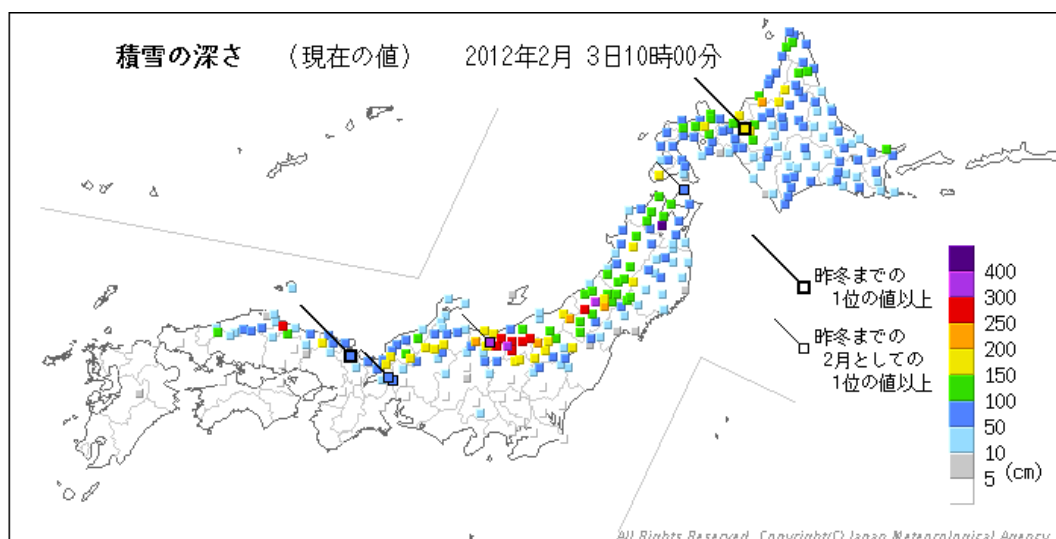 積雪の深さ （現在の値） 2012年2月 3日10時00分
昨冬までの
1位の値以上
昨冬までの
2月としての
1位の値以上
400
300
250
200
150
100
50
10
5 (cm)
All Rights Reserved. Copyright(C) Japan Meteorological Agency